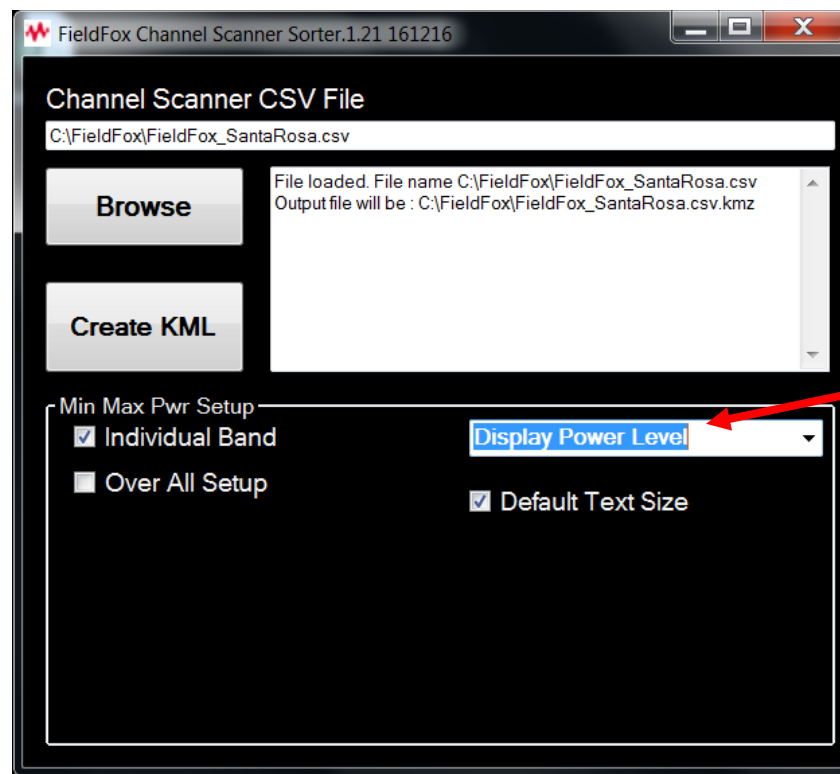 FieldFox Channel Scanner Sorter.1.21 161216
Channel Scanner CSV File
C:\FieldFox\FieldFox_SantaRosa.csv
Browse
File loaded. File name C:\FieldFox\FieldFox_SantaRosa.csv
Output file will be : C:\FieldFox\FieldFox_SantaRosa.csv.kmz
Create KML
Min Max Pwr Setup
Individual Band
Display Power Level
Over All Setup
Default Text Size